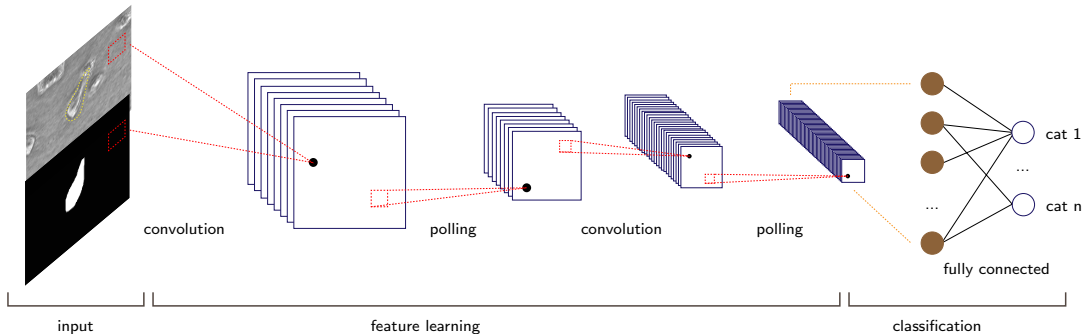 cat 1
...
cat n
...
convolution
polling
convolution
polling
fully connected
input
feature learning
classification